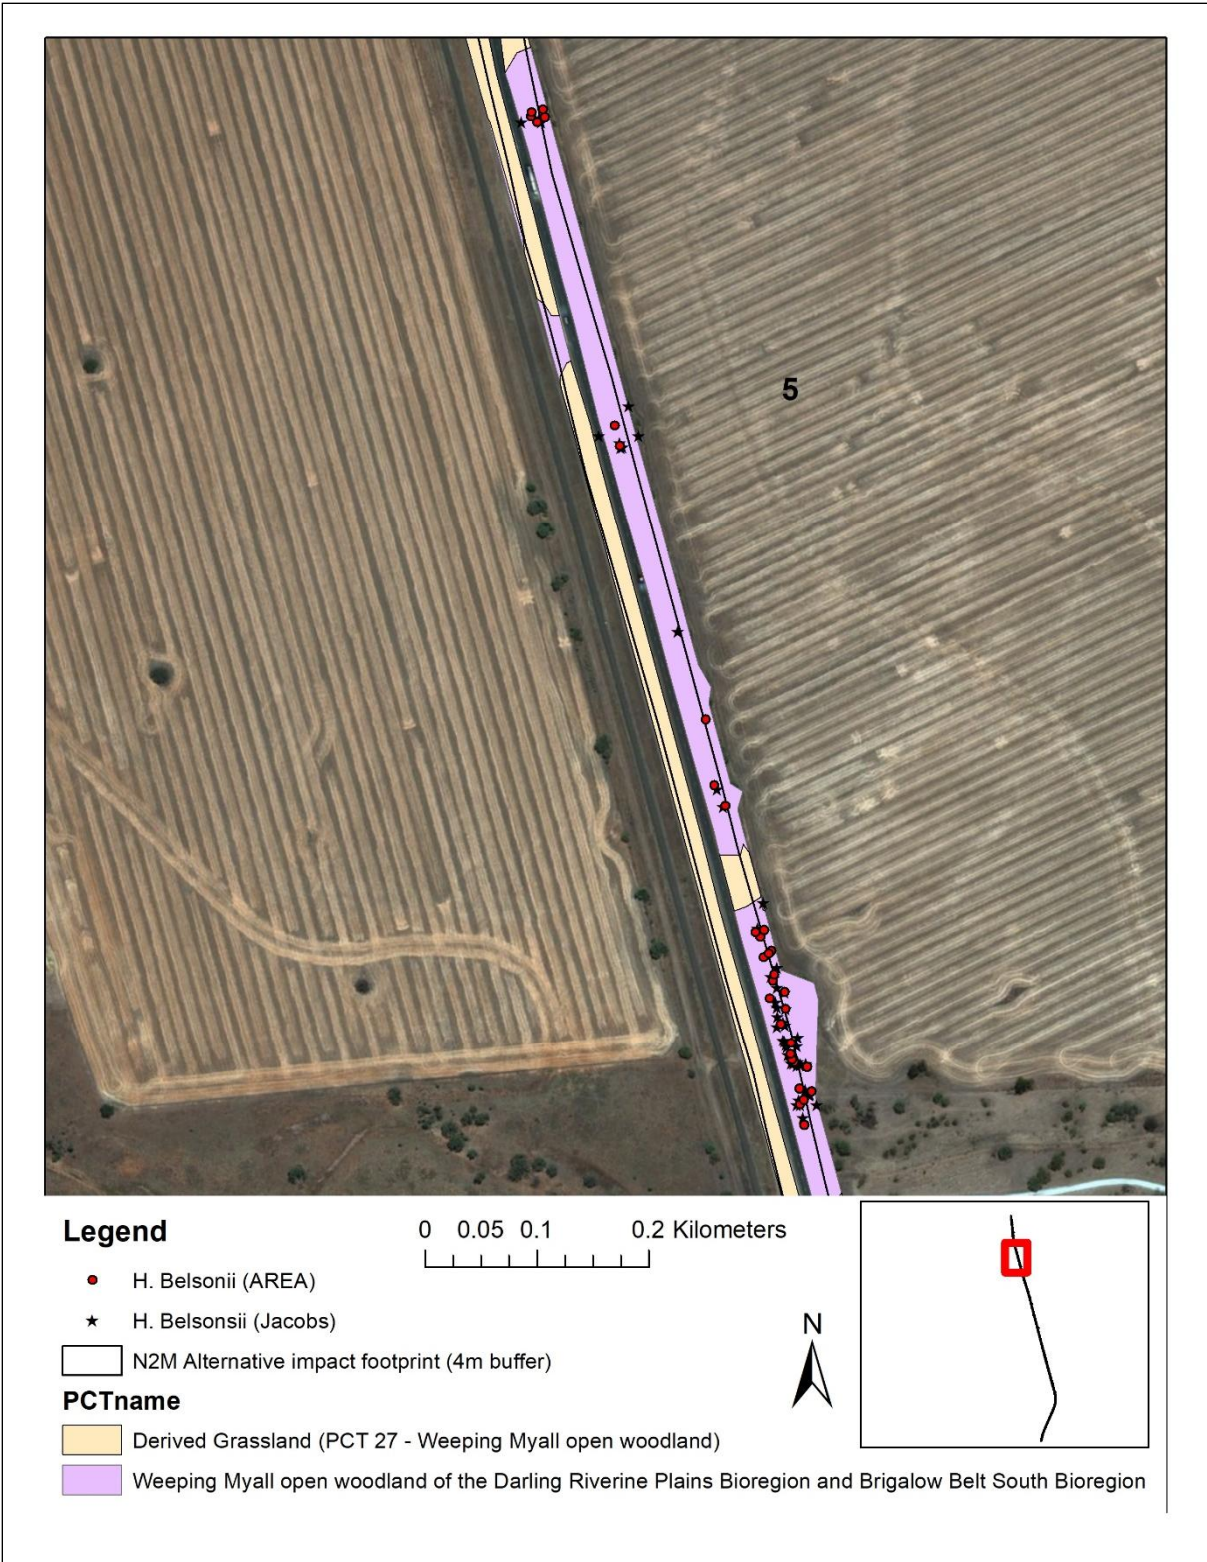 5
Legend
0 0.05 0.1 0.2 Kilometers
H. Belsonii (AREA)
H. Belsonsii (Jacobs)
N
N2M Alternative impact footprint (4m buffer)
PCTname
Derived Grassland (PCT 27 - Weeping Myall open woodland)
Weeping Myall open woodland of the Darling Riverine Plains Bioregion and Brigalow Belt South Bioregion